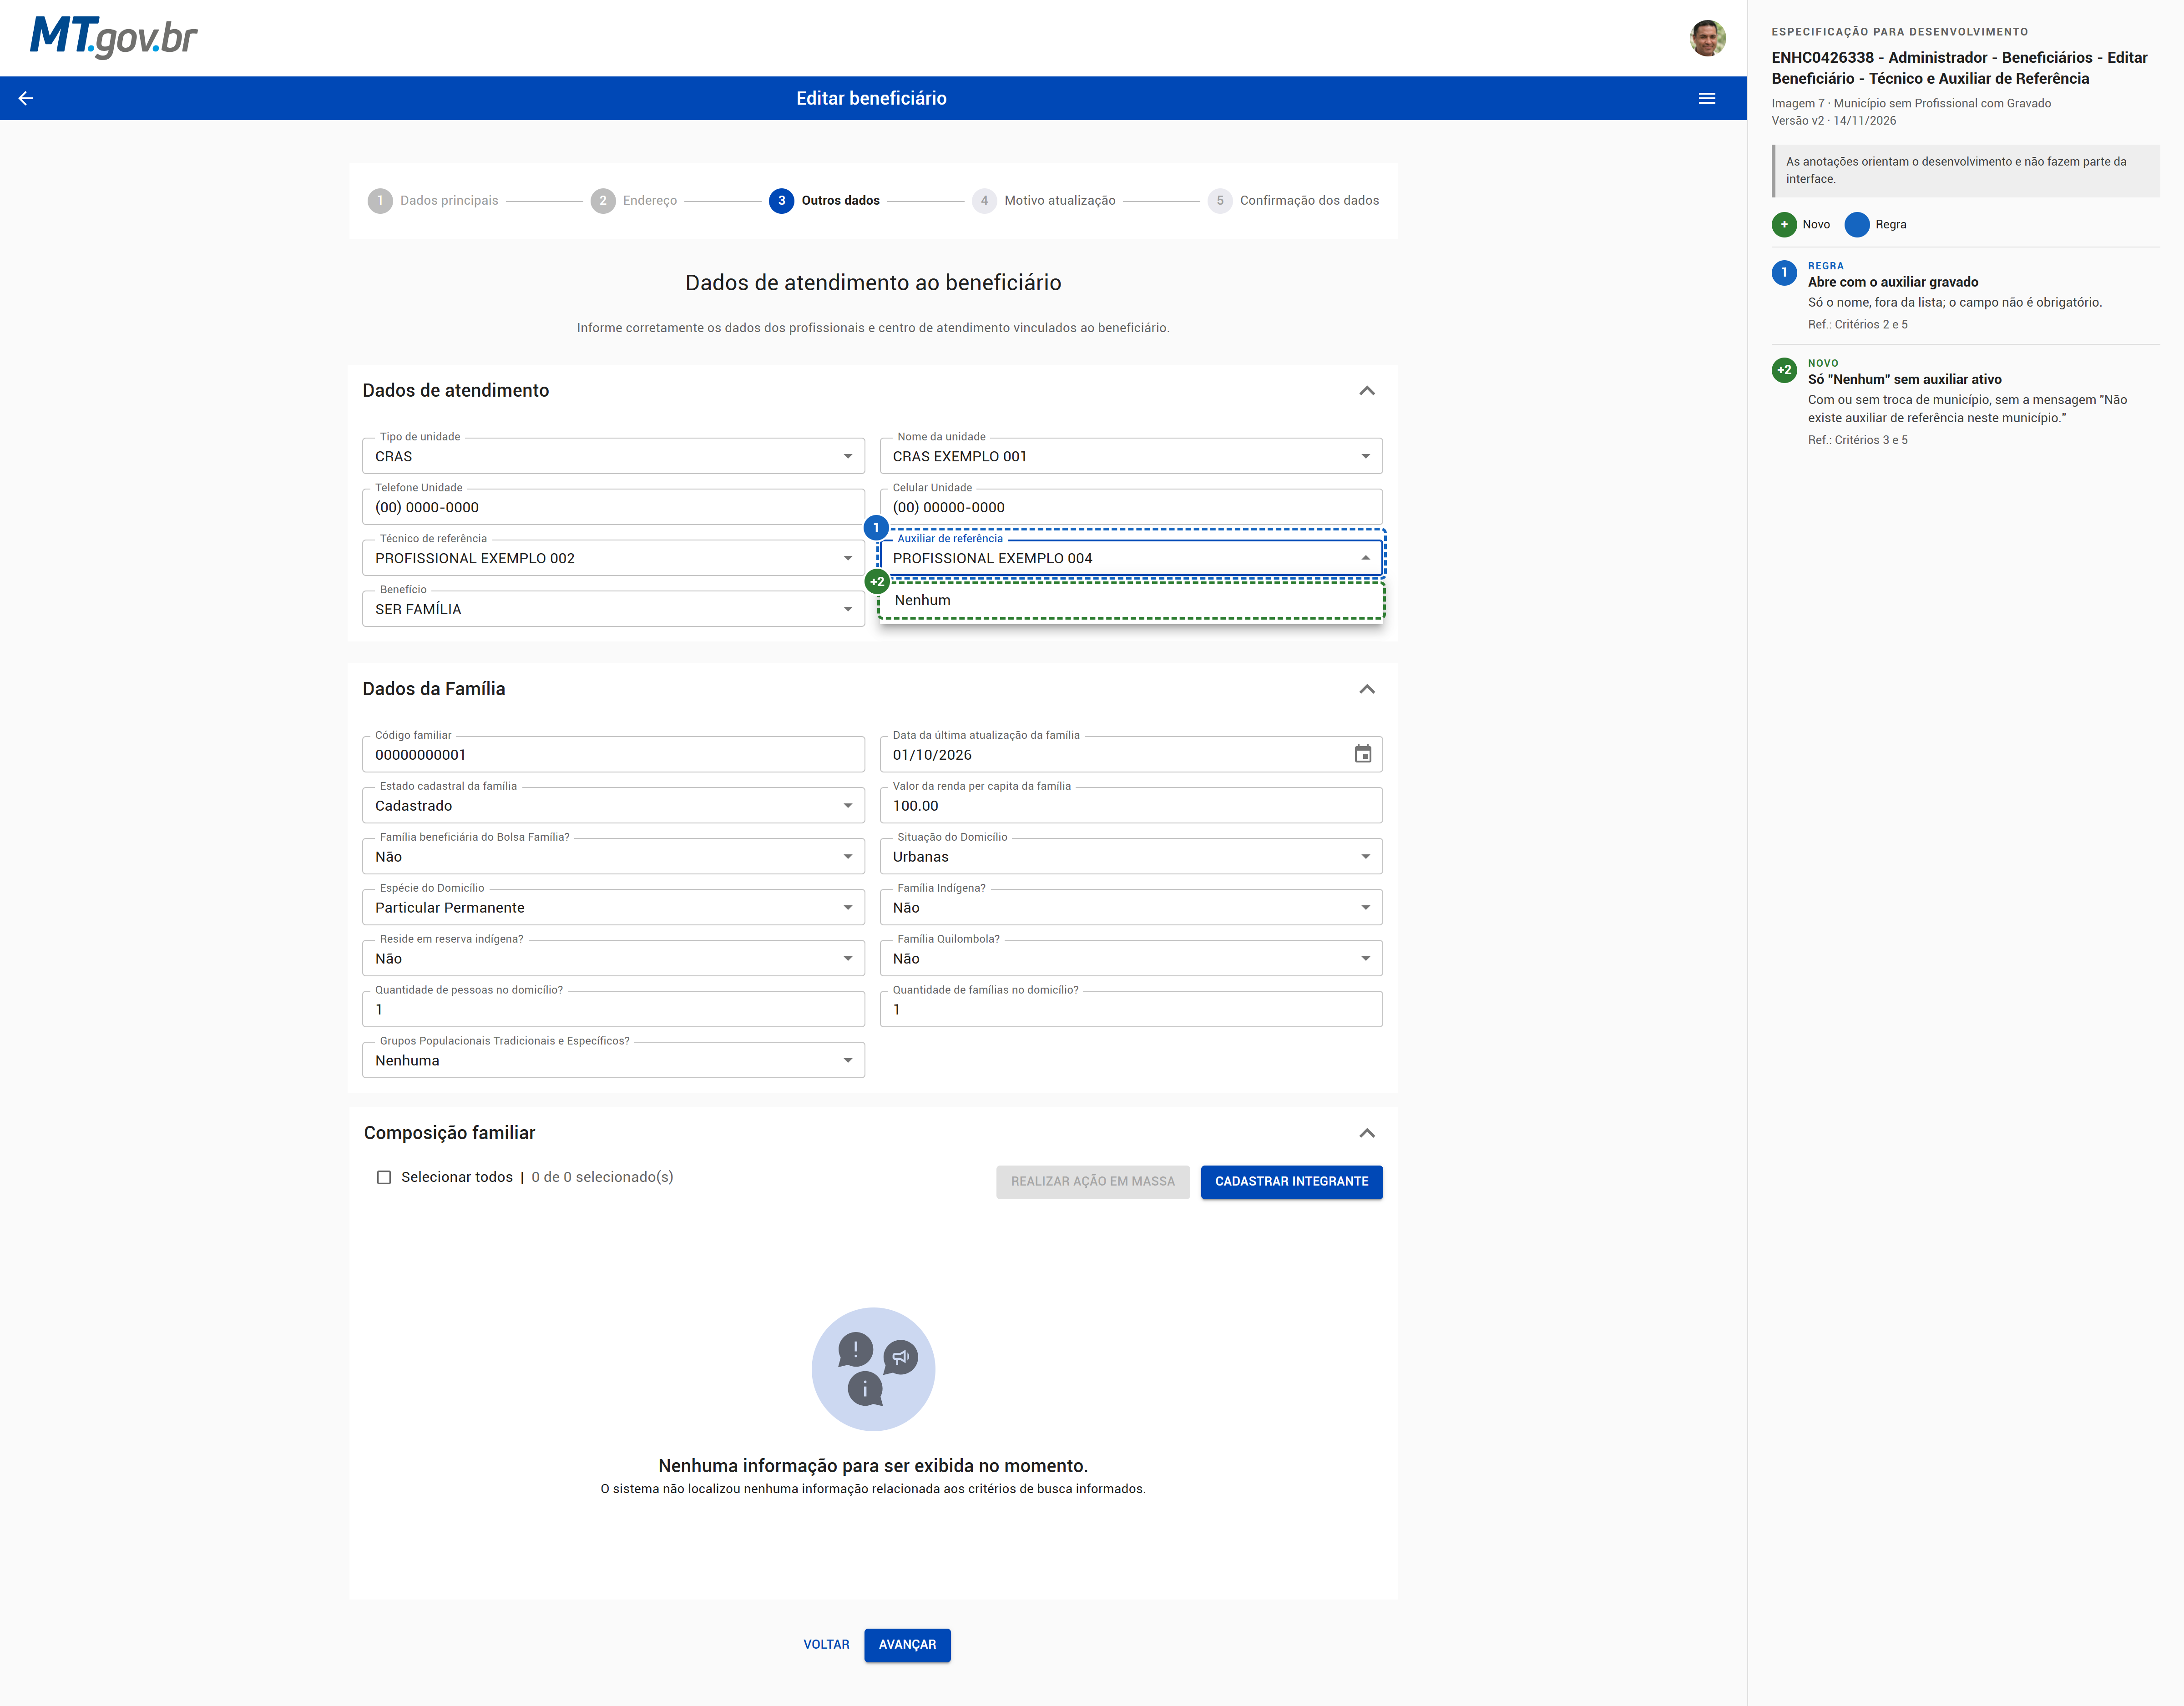 MT.gov.br
Editar beneficiário
1 Dados principais
2 Endereço
3 Outros dados
4 Motivo atualização
5 Confirmação dos dados
Dados de atendimento ao beneficiário
Informe corretamente os dados dos profissionais e centro de atendimento vinculados ao beneficiário.
Dados de atendimento
Tipo de unidade
CRAS
Nome da unidade
CRAS EXEMPLO 001
Telefone Unidade
(00) 0000-0000
Celular Unidade
(00) 00000-0000
Técnico de referência
PROFISSIONAL EXEMPLO 002
1
Auxiliar de referência
PROFISSIONAL EXEMPLO 004
Benefício
SER FAMÍLIA
+2
Nenhum
Dados da Família
Código familiar
00000000001
Data da última atualização da família
01/10/2026
Estado cadastral da família
Cadastrado
Valor da renda per capita da família
100.00
Família beneficiária do Bolsa Família?
Não
Situação do Domicílio
Urbanas
Espécie do Domicílio
Particular Permanente
Família Indígena?
Não
Reside em reserva indígena?
Não
Família Quilombola?
Não
Quantidade de pessoas no domicílio?
1
Quantidade de famílias no domicílio?
1
Grupos Populacionais Tradicionais e Específicos?
Nenhuma
Composição familiar
Selecionar todos | 0 de 0 selecionado(s)
REALIZAR AÇÃO EM MASSA
CADASTRAR INTEGRANTE
Nenhuma informação para ser exibida no momento.
O sistema não localizou nenhuma informação relacionada aos critérios de busca informados.
VOLTAR
AVANÇAR
ESPECIFICAÇÃO PARA DESENVOLVIMENTO
ENHC0426338 - Administrador - Beneficiários - Editar
Beneficiário - Técnico e Auxiliar de Referência
Imagem 7 · Município sem Profissional com Gravado
Versão v2 · 14/11/2026
As anotações orientam o desenvolvimento e não fazem parte da
interface.
+ Novo
Regra
1 REGRA
Abre com o auxiliar gravado
Só o nome, fora da lista; o campo não é obrigatório.
Ref.: Critérios 2 e 5
+2 NOVO
Só "Nenhum" sem auxiliar ativo
Com ou sem troca de município, sem a mensagem "Não
existe auxiliar de referência neste município."
Ref.: Critérios 3 e 5